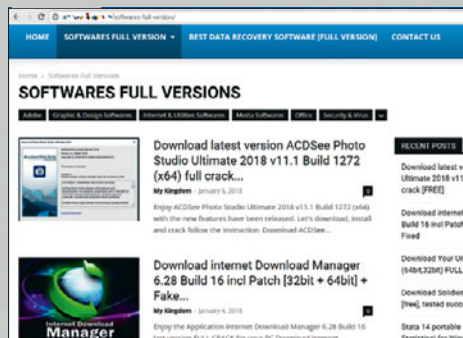 softwares-full-version/
HOME SOFTWARES FULL VERSION BEST DATA RECOVERY SOFTWARE [FULL VERSION] CONTACT US
Home › Softwares Full Versions
SOFTWARES FULL VERSIONS
Adobe Graphic & Design Softwares Internet & Utilities Softwares Media Softwares Office Security & Virus
Download latest version ACDSee Photo
Studio Ultimate 2018 v11.1 Build 1272
(x64) full crack...
My Kingdom - January 6, 2018
Enjoy ACDSee Photo Studio Ultimate 2018 v11.1 Build 1272 (x64)
with the new features have been released. Let's download, install
and crack follow the instruction. Download ACDSee...
Download internet Download Manager
6.28 Build 16 incl Patch [32bit + 64bit] +
Fake...
My Kingdom - January 4, 2018
Enjoy the Application internet Download Manager 6.28 Build 16
Internet Download
Manager
RECENT POSTS
Download latest v
Ultimate 2018 v11
crack [FREE]
Download internet
Build 16 incl Patch
Fixed
Download Your Un
(64bit,32bit) FULL
Download Solidwo
[free], tested succe
Stata 14 portable